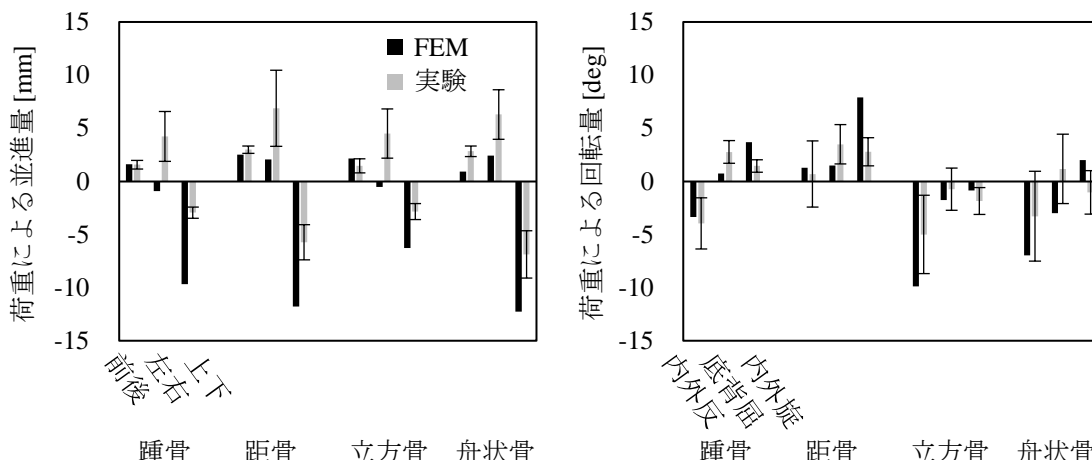 荷重による並進量 [mm]
15
10
5
0
-5
-10
-15
FEM
実験
前後
左右
上下
踵骨
距骨
立方骨
舟状骨
荷重による回転量 [deg]
15
10
5
0
-5
-10
-15
内外反
底背屈
内外旋
踵骨
距骨
立方骨
舟状骨